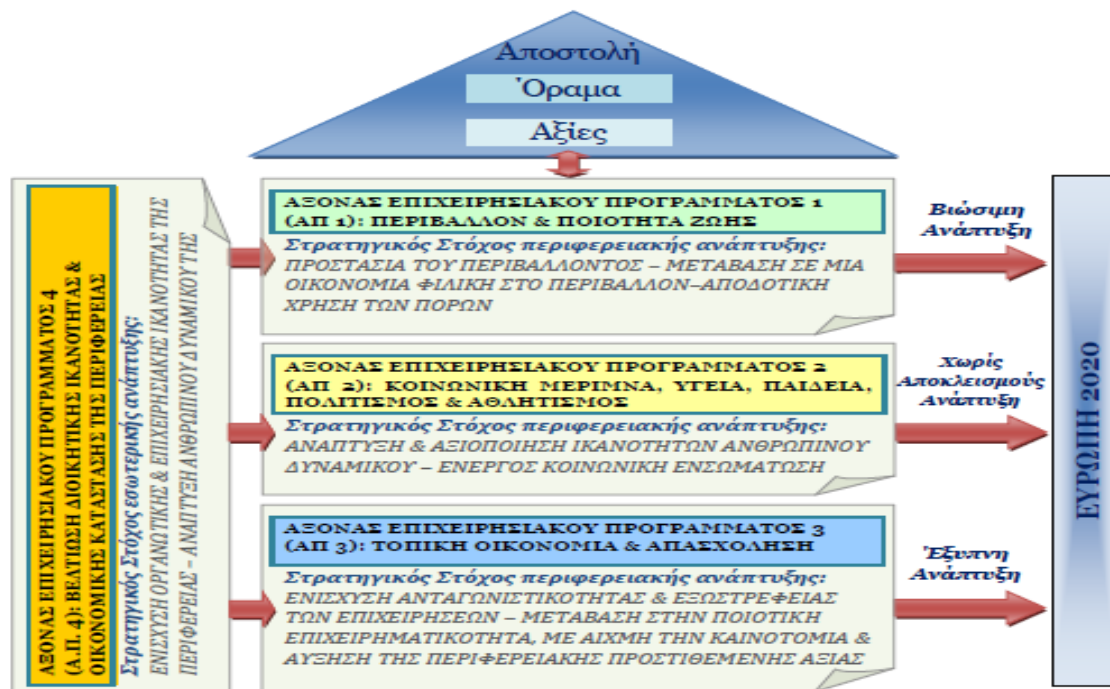 Αποστολή
Όραμα
Αξίες
ΑΞΟΝΑΣ ΕΠΙΧΕΙΡΗΣΙΑΚΟΥ ΠΡΟΓΡΑΜΜΑΤΟΣ 4
(Α.Π. 4): ΒΕΛΤΙΩΣΗ ΔΙΟΙΚΗΤΙΚΗΣ ΙΚΑΝΟΤΗΤΑΣ &
ΟΙΚΟΝΟΜΙΚΗΣ ΚΑΤΑΣΤΑΣΗΣ ΤΗΣ ΠΕΡΙΦΕΡΕΙΑΣ
Στρατηγικός Στόχος εσωτερικής ανάπτυξης:
ΕΝΙΣΧΥΣΗ ΟΡΓΑΝΩΤΙΚΗΣ & ΕΠΙΧΕΙΡΗΣΙΑΚΗΣ ΙΚΑΝΟΤΗΤΑΣ ΤΗΣ
ΠΕΡΙΦΕΡΕΙΑΣ – ΑΝΑΠΤΥΞΗ ΑΝΘΡΩΠΙΝΟΥ ΔΥΝΑΜΙΚΟΥ ΤΗΣ
ΑΞΟΝΑΣ ΕΠΙΧΕΙΡΗΣΙΑΚΟΥ ΠΡΟΓΡΑΜΜΑΤΟΣ 1
(ΑΠ 1): ΠΕΡΙΒΑΛΛΟΝ & ΠΟΙΟΤΗΤΑ ΖΩΗΣ
Στρατηγικός Στόχος περιφερειακής ανάπτυξης:
ΠΡΟΣΤΑΣΙΑ ΤΟΥ ΠΕΡΙΒΑΛΛΟΝΤΟΣ – ΜΕΤΑΒΑΣΗ ΣΕ ΜΙΑ
ΟΙΚΟΝΟΜΙΑ ΦΙΛΙΚΗ ΣΤΟ ΠΕΡΙΒΑΛΛΟΝ–ΑΠΟΔΟΤΙΚΗ
ΧΡΗΣΗ ΤΩΝ ΠΟΡΩΝ
Βιώσιμη
Ανάπτυξη
ΑΞΟΝΑΣ ΕΠΙΧΕΙΡΗΣΙΑΚΟΥ ΠΡΟΓΡΑΜΜΑΤΟΣ 2
(ΑΠ 2): ΚΟΙΝΩΝΙΚΗ ΜΕΡΙΜΝΑ, ΥΓΕΙΑ, ΠΑΙΔΕΙΑ,
ΠΟΛΙΤΙΣΜΟΣ & ΑΘΛΗΤΙΣΜΟΣ
Στρατηγικός Στόχος περιφερειακής ανάπτυξης:
ΑΝΑΠΤΥΞΗ & ΑΞΙΟΠΟΙΗΣΗ ΙΚΑΝΟΤΗΤΩΝ ΑΝΘΡΩΠΙΝΟΥ
ΔΥΝΑΜΙΚΟΥ – ΕΝΕΡΓΟΣ ΚΟΙΝΩΝΙΚΗ ΕΝΣΩΜΑΤΩΣΗ
Χωρίς
Αποκλεισμούς
Ανάπτυξη
ΑΞΟΝΑΣ ΕΠΙΧΕΙΡΗΣΙΑΚΟΥ ΠΡΟΓΡΑΜΜΑΤΟΣ 3
(ΑΠ 3): ΤΟΠΙΚΗ ΟΙΚΟΝΟΜΙΑ & ΑΠΑΣΧΟΛΗΣΗ
Στρατηγικός Στόχος περιφερειακής ανάπτυξης:
ΕΝΙΣΧΥΣΗ ΑΝΤΑΓΩΝΙΣΤΙΚΟΤΗΤΑΣ & ΕΞΩΣΤΡΕΦΕΙΑΣ
ΤΩΝ ΕΠΙΧΕΙΡΗΣΕΩΝ – ΜΕΤΑΒΑΣΗ ΣΤΗΝ ΠΟΙΟΤΙΚΗ
ΕΠΙΧΕΙΡΗΜΑΤΙΚΟΤΗΤΑ, ΜΕ ΑΙΧΜΗ ΤΗΝ ΚΑΙΝΟΤΟΜΙΑ &
ΑΥΞΗΣΗ ΤΗΣ ΠΕΡΙΦΕΡΕΙΑΚΗΣ ΠΡΟΣΤΙΘΕΜΕΝΗΣ ΑΞΙΑΣ
Έξυπνη
Ανάπτυξη
ΕΥΡΩΠΗ 2020